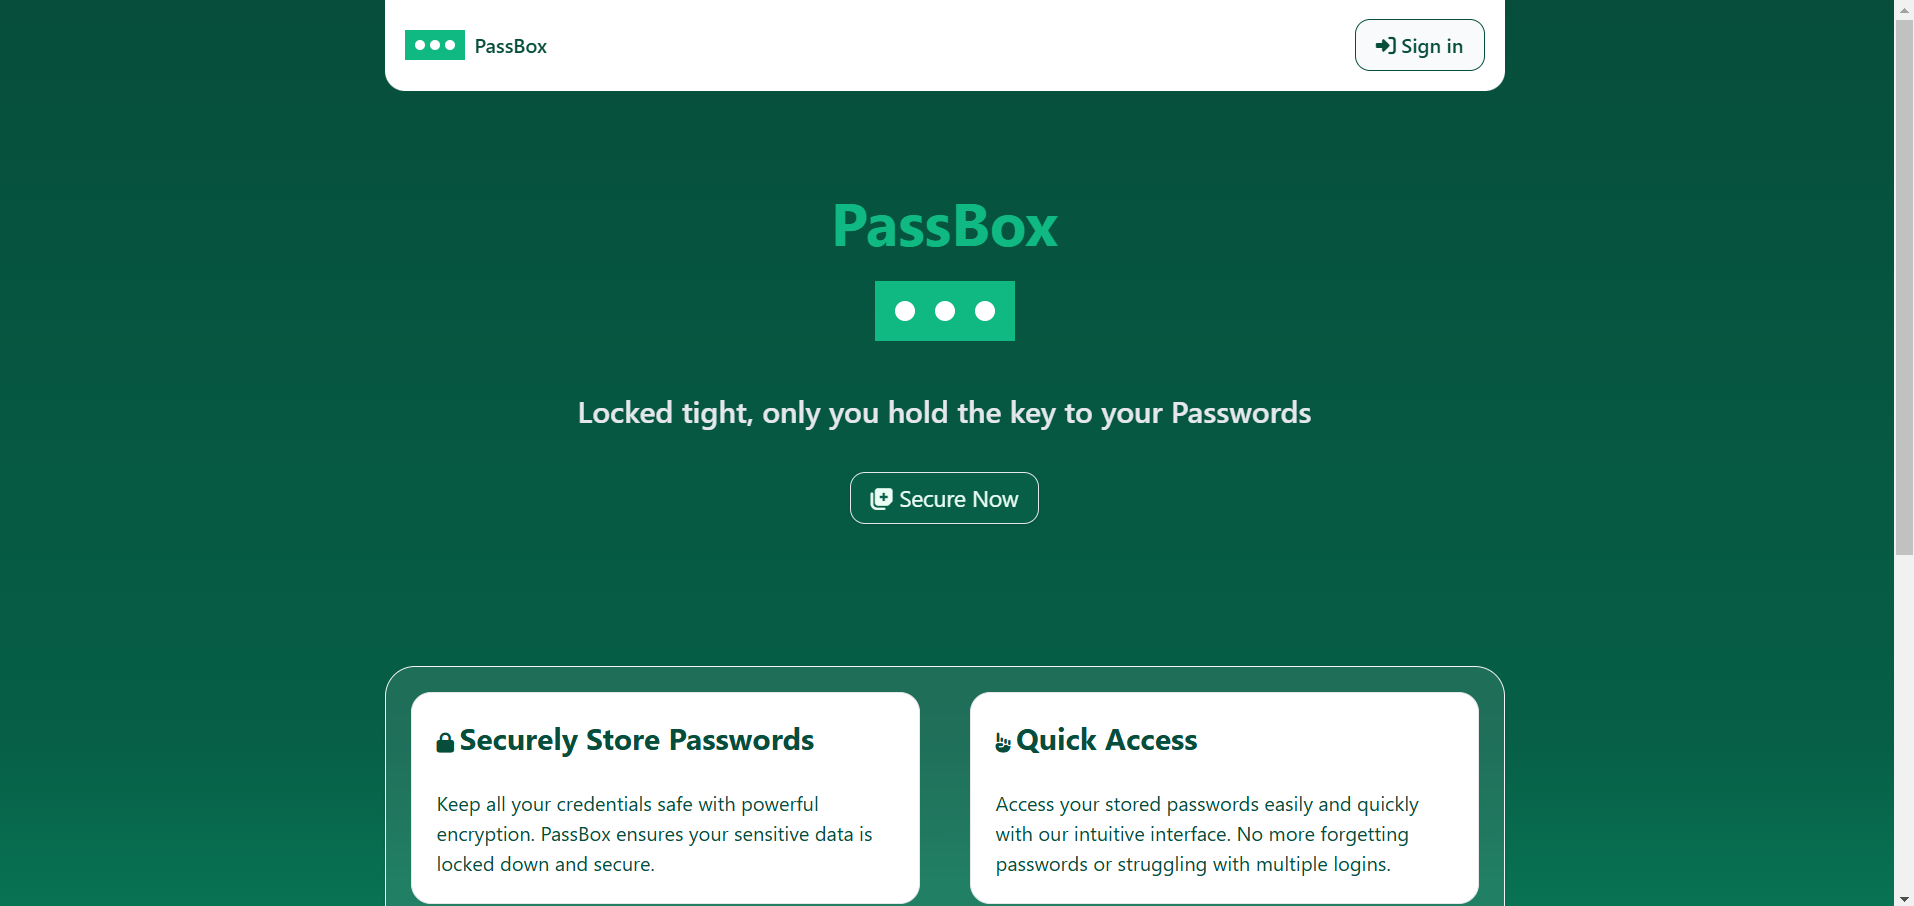 PassBox
Sign in
PassBox
Locked tight, only you hold the key to your Passwords
Secure Now
Securely Store Passwords
Keep all your credentials safe with powerful
encryption. PassBox ensures your sensitive data is
locked down and secure.
Quick Access
Access your stored passwords easily and quickly
with our intuitive interface. No more forgetting
passwords or struggling with multiple logins.